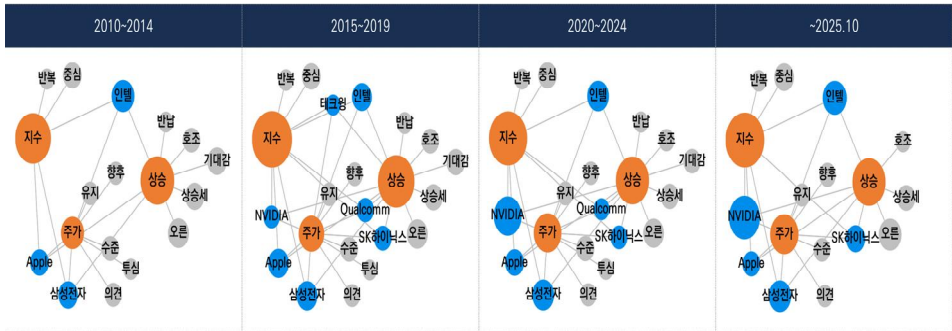 2010~2014
반복
중심
인텔
지수
반납
호조
기대감
향후
상승
유지
상승세
주가
오른
수준
Apple
투심
삼성전자
의견
2015~2019
반복
중심
테크윙
인텔
지수
반납
호조
기대감
향후
상승
유지
상승세
NVIDIA
Qualcomm
주가
오른
SK하이닉스
수준
Apple
투심
삼성전자
의견
2020~2024
반복
중심
인텔
지수
반납
호조
기대감
향후
상승
유지
상승세
NVIDIA
Qualcomm
주가
오른
SK하이닉스
수준
Apple
투심
삼성전자
의견
~2025.10
반복
중심
인텔
지수
호조
향후
상승
유지
상승세
NVIDIA
주가
오른
SK하이닉스
수준
Apple
삼성전자
의견